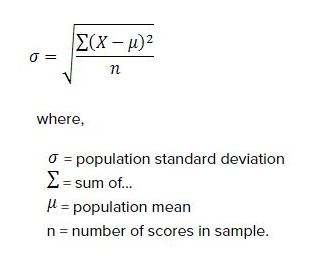 σ = √ Σ(X – μ)²
n
where,
σ = population standard deviation
Σ = sum of...
μ = population mean
n = number of scores in sample.